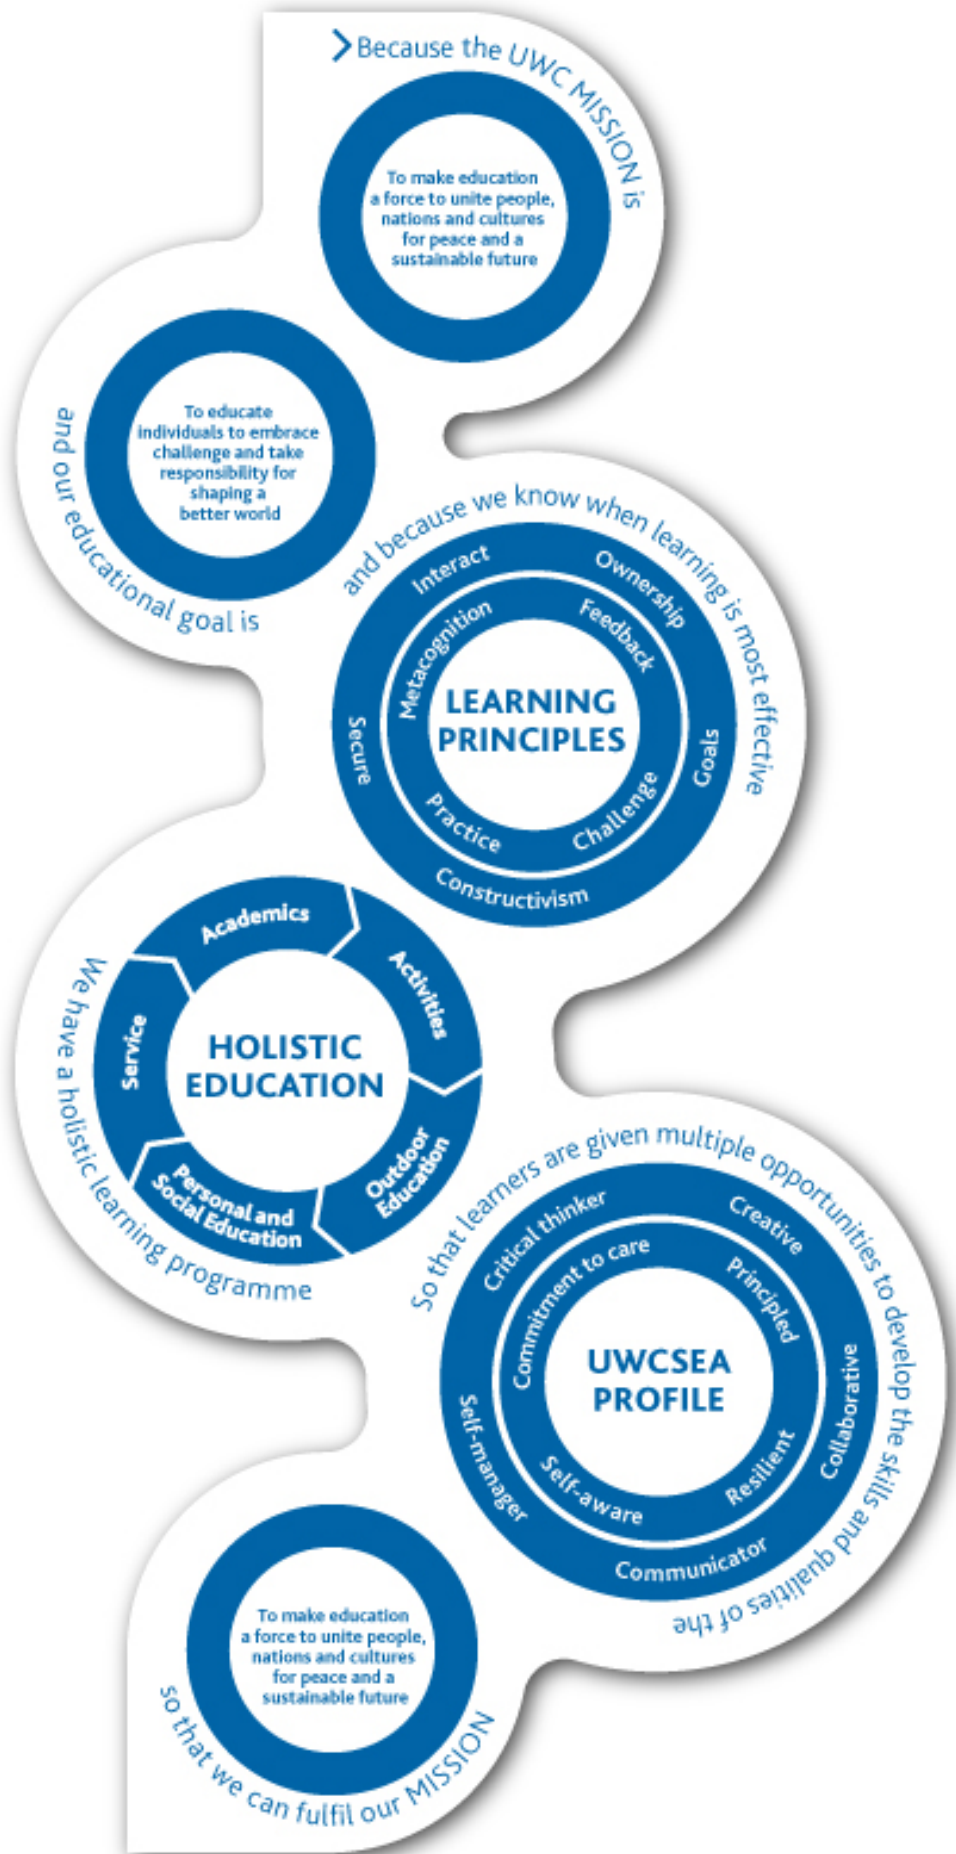 Because the UWC MISSION is
To make education
a force to unite people,
nations and cultures
for peace and a
sustainable future
and our educational goal is
To educate
individuals to embrace
challenge and take
responsibility for
shaping a
better world
and because we know when learning is most effective
Interact
Ownership
Goals
Constructivism
Secure
Metacognition
Feedback
Challenge
Practice
LEARNING
PRINCIPLES
We have a holistic learning programme
Academics
Activities
Outdoor
Education
Personal and
Social Education
Service
HOLISTIC
EDUCATION
So that learners are given multiple opportunities to develop the skills and qualities of the
Critical thinker
Creative
Collaborative
Communicator
Self-manager
Commitment to care
Principled
Resilient
Self-aware
UWCSEA
PROFILE
so that we can fulfil our MISSION
To make education
a force to unite people,
nations and cultures
for peace and a
sustainable future